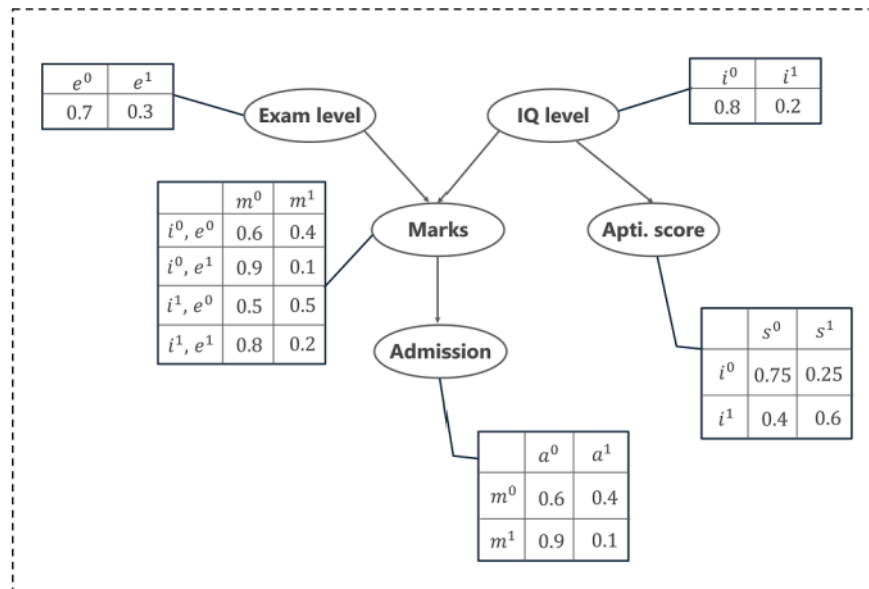 e⁰ e¹
0.7 0.3
Exam level
IQ level
i⁰ i¹
0.8 0.2
m⁰ m¹
i⁰, e⁰ 0.6 0.4
i⁰, e¹ 0.9 0.1
i¹, e⁰ 0.5 0.5
i¹, e¹ 0.8 0.2
Marks
Apti. score
Admission
s⁰ s¹
i⁰ 0.75 0.25
i¹ 0.4 0.6
a⁰ a¹
m⁰ 0.6 0.4
m¹ 0.9 0.1